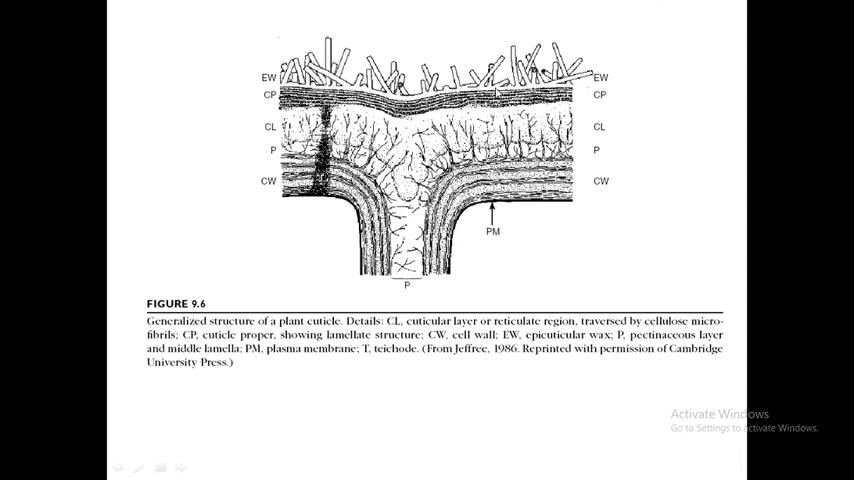 EW EW
CP CP
CL CL
P P
CW CW
PM
P
FIGURE 9.6
Generalized structure of a plant cuticle. Details: CL, cuticular layer or reticulate region, traversed by cellulose micro-
fibrils; CP, cuticle proper, showing lamellate structure; CW, cell wall; EW, epicuticular wax; P, pectinaceous layer
and middle lamella; PM, plasma membrane; T, teichode. (From Jeffree, 1986. Reprinted with permission of Cambridge
University Press.)
Activate Windows
Go to Settings to activate Windows.